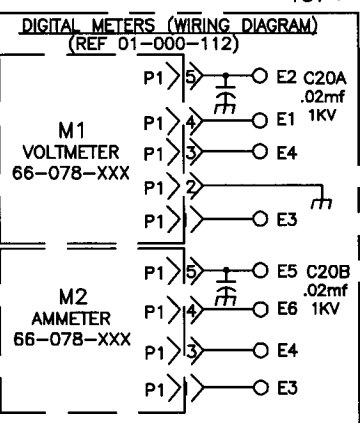 DIGITAL METERS (WIRING DIAGRAM)
(REF 01-000-112)
P1 5 E2 C20A
.02mf
1KV
P1 4 E1
M1
VOLTMETER
66-078-XXX
P1 3 E4
P1 2
P1 E3
P1 5 E5 C20B
.02mf
1KV
M2
AMMETER
66-078-XXX
P1 4 E6
P1 3 E4
P1 E3